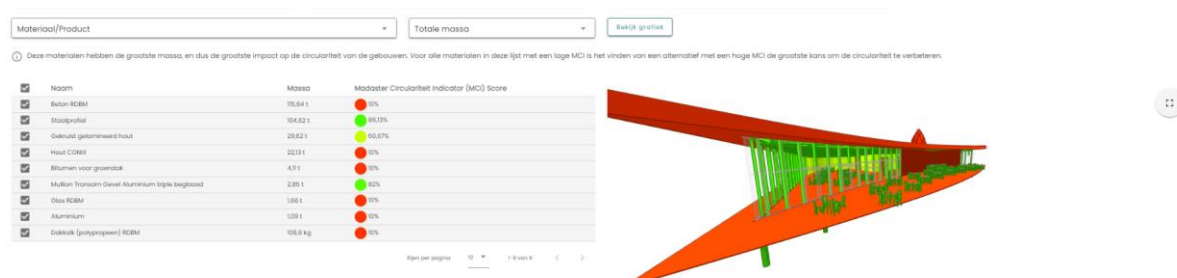 Materiaal/Product
Totale massa
Bekijk grafiek
Deze materialen hebben de grootste massa, en dus de grootste impact op de circulariteit van de gebouwen. Voor alle materialen in deze lijst met een lage MCI is het vinden van een alternatief met een hoge MCI de grootste kans om de circulariteit te verbeteren.
Naam Massa Madaster Circulariteit Indicator (MCI) Score
Beton RDBM 115,64 t 10%
Staalprofiel 104,62 t 86,13%
Gekruist gelamineerd hout 29,62 t 60,67%
Hout CONIX 22,13 t 10%
Bitumen voor groendak 4,11 t 10%
Mullion Transom Gevel Aluminium triple beglaasd 2,85 t 82%
Glas RDBM 1,66 t 10%
Aluminium 1,09 t 10%
Dakkolk (polypropeen) RDBM 106,6 kg 10%
Rijen per pagina 10 1-9 van 9